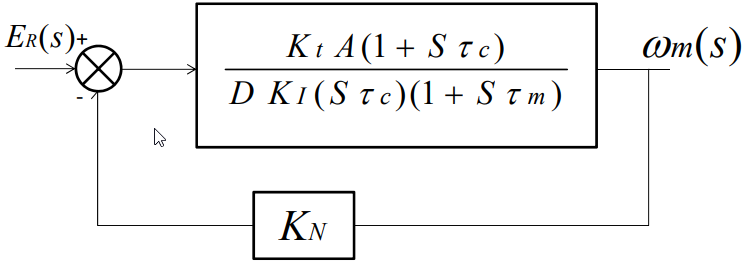 E_R(s) +
K_t A(1 + S τ_c)
ω_m(s)
D K_I(S τ_c)(1 + S τ_m)
-
K_N